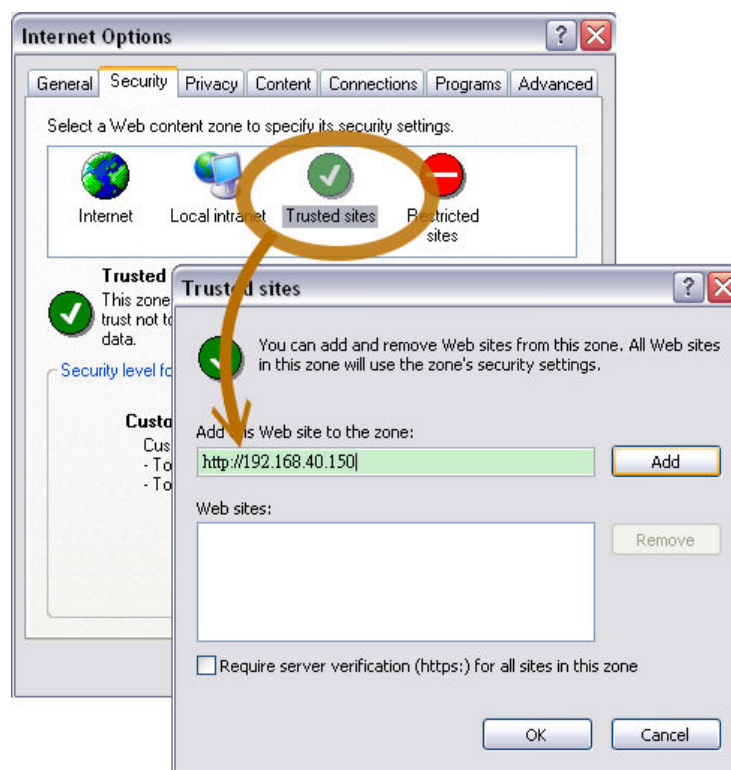 Internet Options
General Security Privacy Content Connections Programs Advanced
Select a Web content zone to specify its security settings.
Internet Local intranet Trusted sites Restricted
sites
Trusted
This zone
trust not to
data.
Security level fo
Custo
Cus
- To
- To
Trusted sites
You can add and remove Web sites from this zone. All Web sites
in this zone will use the zone's security settings.
Add this Web site to the zone:
http://192.168.40.150
Add
Web sites:
Remove
Require server verification (https:) for all sites in this zone
OK Cancel